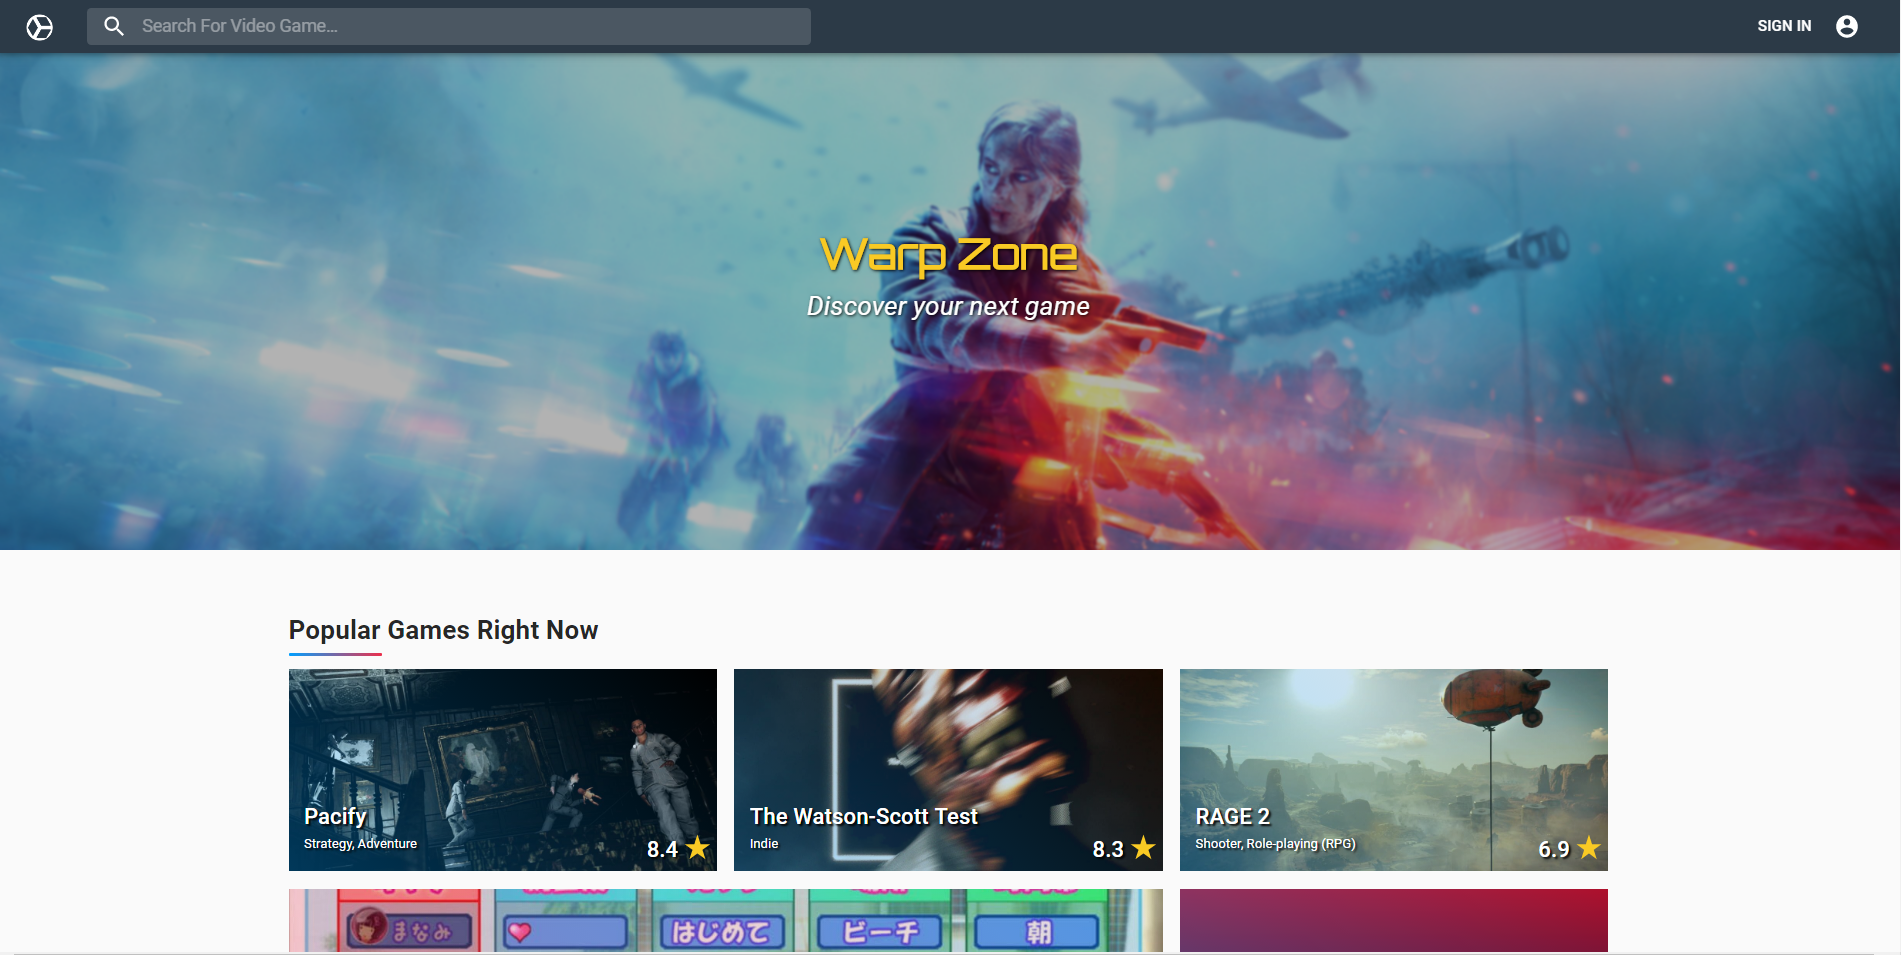 Search For Video Game...
SIGN IN
Warp Zone
Discover your next game
Popular Games Right Now
Pacify
Strategy, Adventure
8.4
The Watson-Scott Test
Indie
8.3
RAGE 2
Shooter, Role-playing (RPG)
6.9
まなみ
はじめて
ビーチ
朝